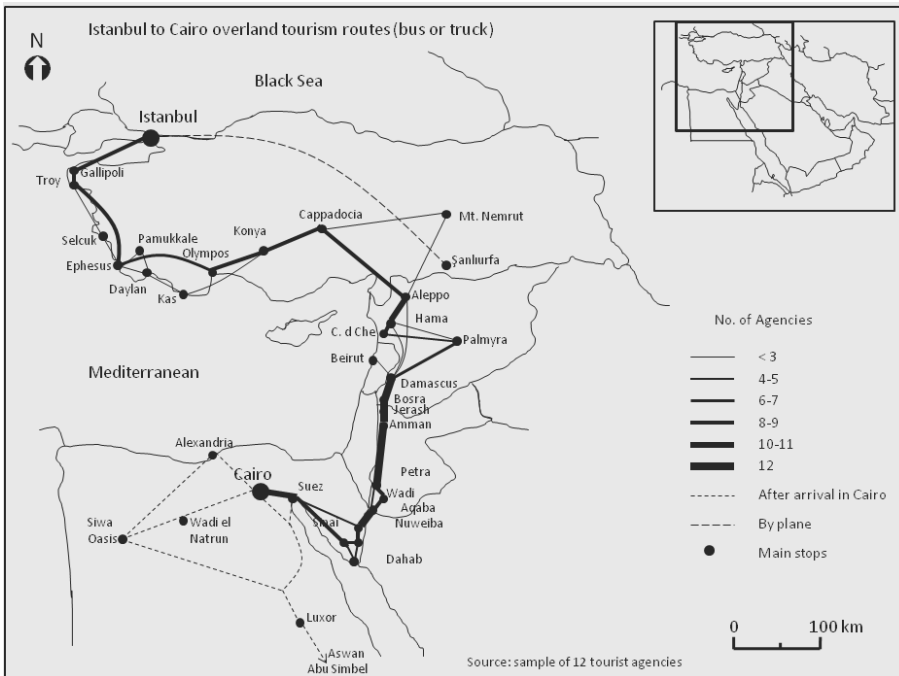 Istanbul to Cairo overland tourism routes (bus or truck)
N
Black Sea
Istanbul
Gallipoli
Troy
Cappadocia
Mt. Nemrut
Konya
Selcuk
Pamukkale
Olympos
Şanlıurfa
Ephesus
Daylan
Kas
Aleppo
Hama
C. d Che
Palmyra
Beirut
Mediterranean
Damascus
Bosra
Jerash
Amman
Alexandria
Cairo
Suez
Petra
Wadi
Aqaba
Nuweiba
Siwa
Oasis
Wadi el
Natrun
Sinai
Dahab
Luxor
Aswan
Abu Simbel
No. of Agencies
< 3
4-5
6-7
8-9
10-11
12
After arrival in Cairo
By plane
Main stops
0 100 km
Source: sample of 12 tourist agencies